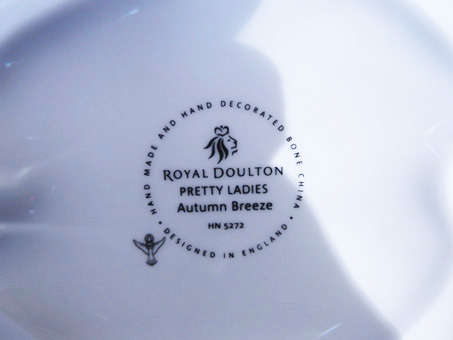 HAND MADE AND HAND DECORATED BONE CHINA
ROYAL DOULTON
PRETTY LADIES
Autumn Breeze
HN 5272
• DESIGNED IN ENGLAND •